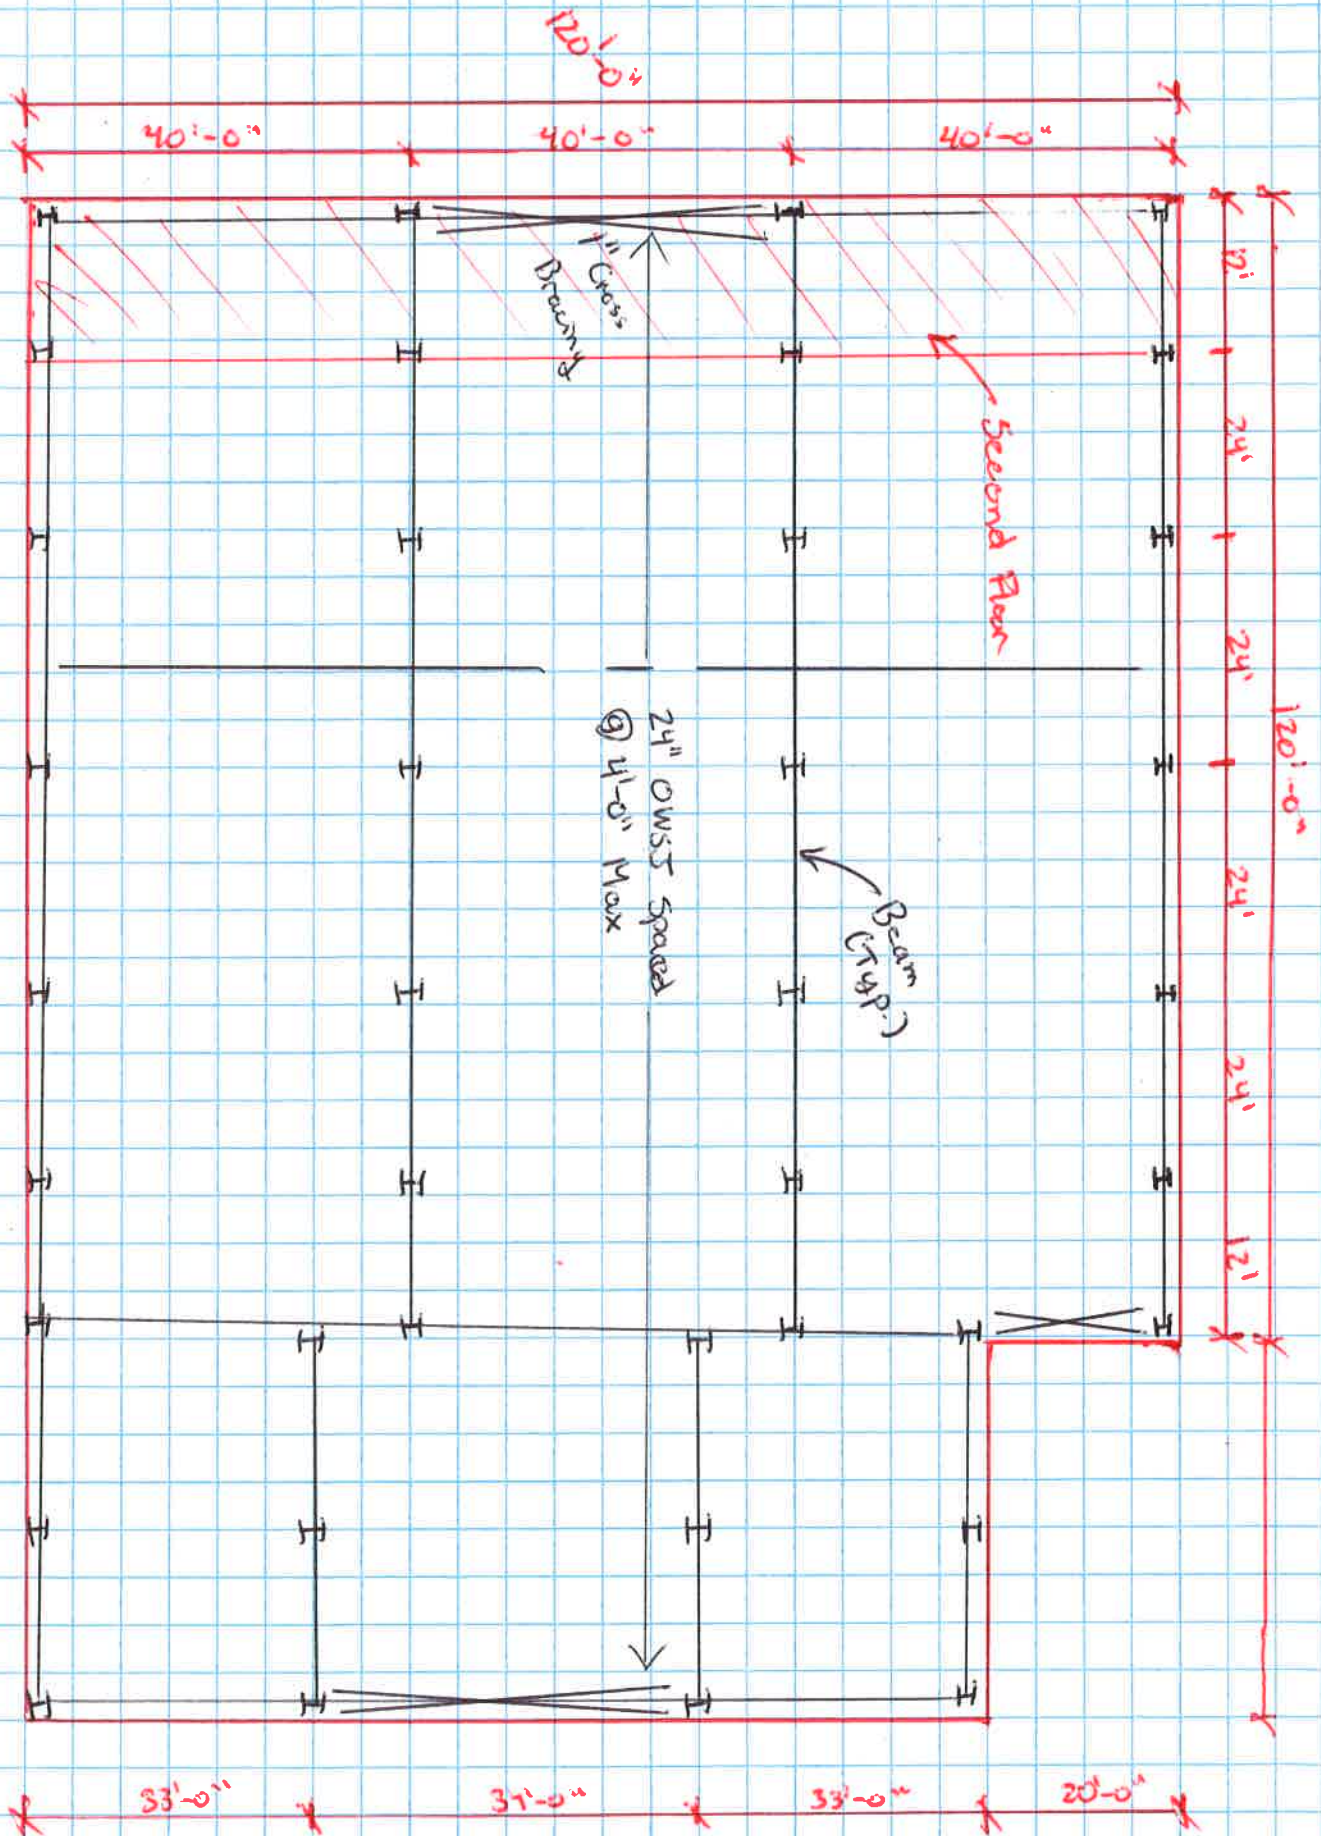 120'-0"
40'-0"
40'-0"
40'-0"
1" Cross
Bracing
Second Floor
12'
24'
24'
24'
24'
12'
120'-0"
24" OWSJ Spaced
@ 4'-0" Max
Beam
(Typ.)
33'-0"
34'-0"
33'-0"
20'-0"